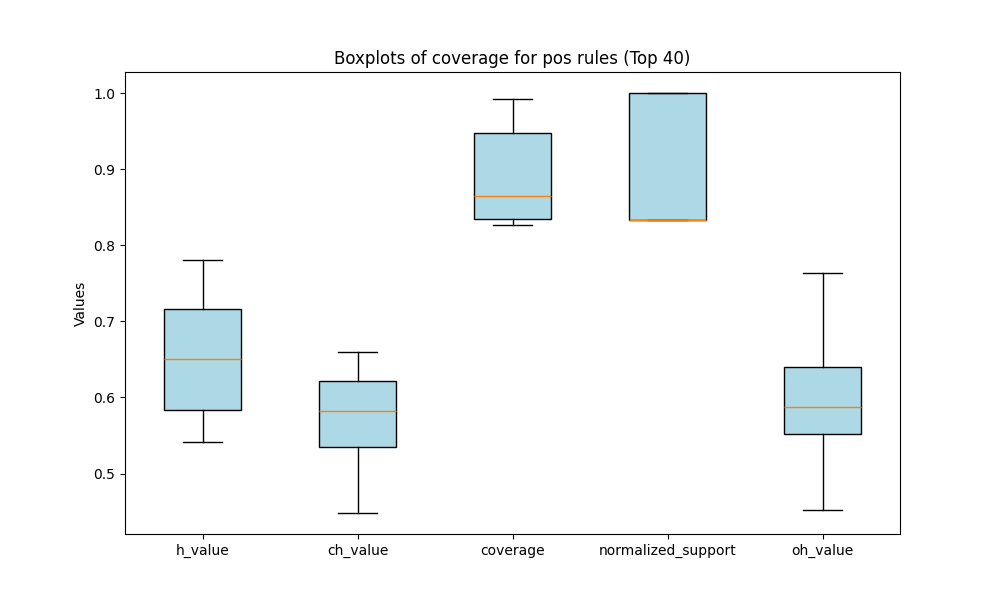 Boxplots of coverage for pos rules (Top 40)
1.0
0.9
0.8
0.7
0.6
0.5
Values
h_value
ch_value
coverage
normalized_support
oh_value